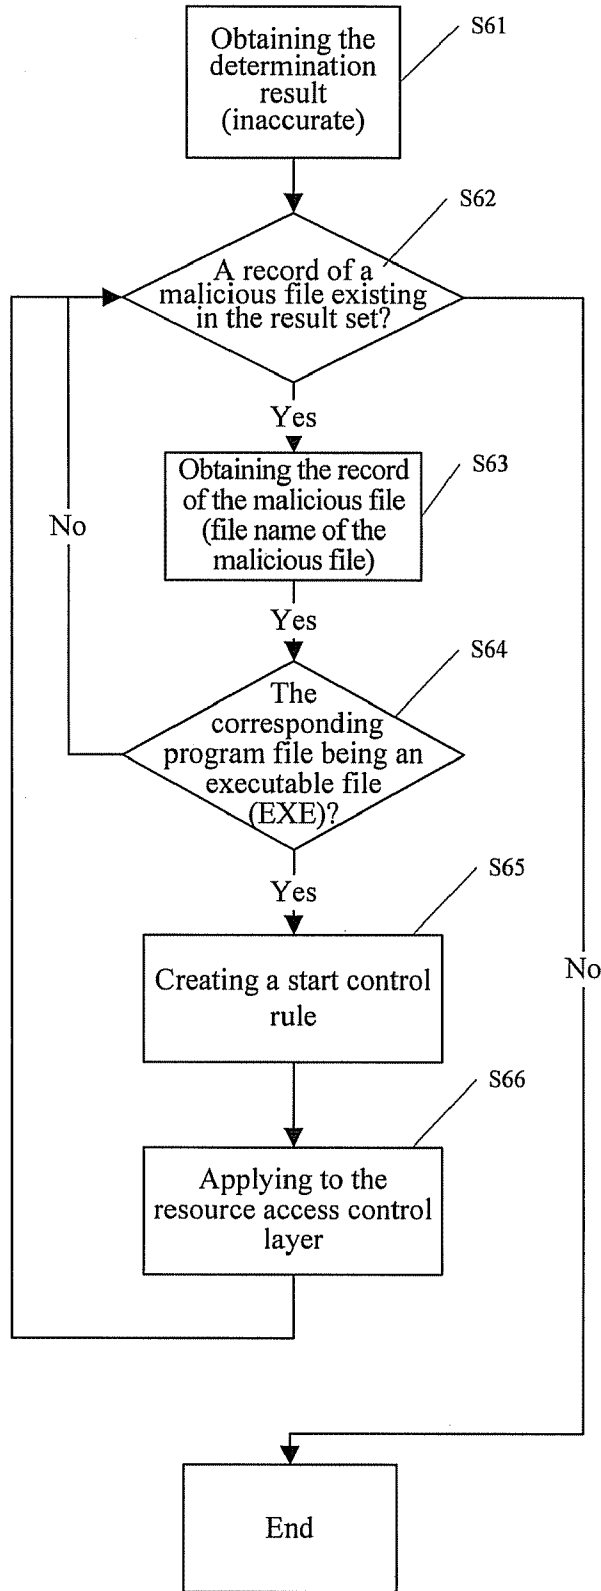 Obtaining the
determination
result
(inaccurate)
S61
S62
A record of a
malicious file existing
in the result set?
Yes
Obtaining the record
of the malicious file
(file name of the
malicious file)
S63
No
Yes
S64
The
corresponding
program file being an
executable file
(EXE)?
Yes
S65
Creating a start control
rule
No
S66
Applying to the
resource access control
layer
End